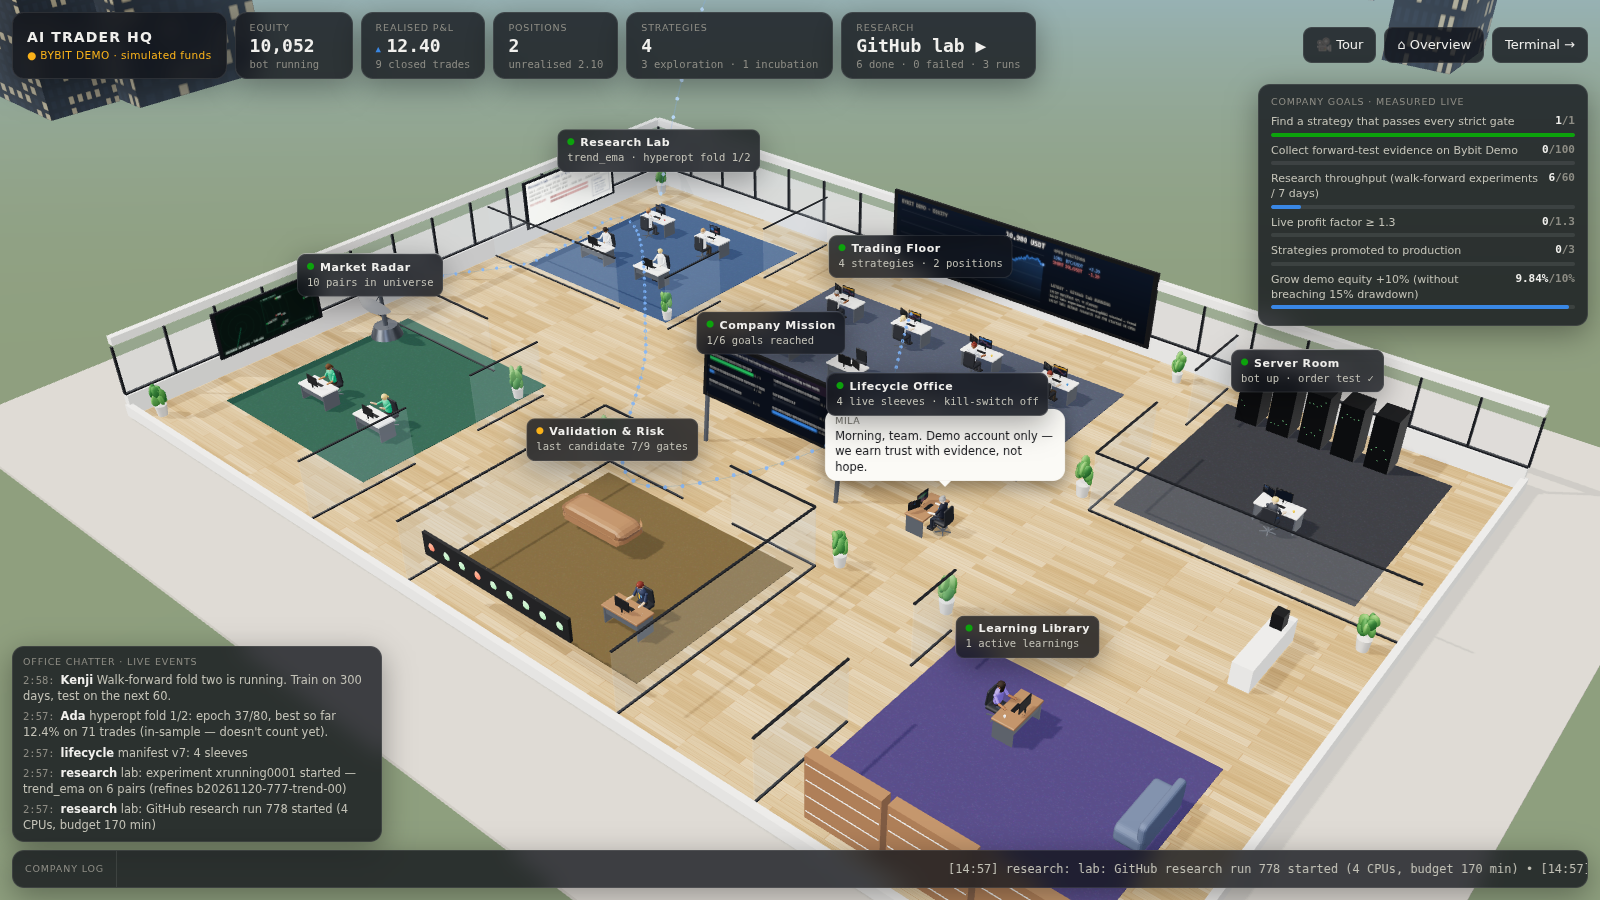 AI TRADER HQ
BYBIT DEMO · simulated funds
EQUITY
10,052
bot running
REALISED P&L
▲ 12.40
9 closed trades
POSITIONS
2
unrealised 2.10
STRATEGIES
4
3 exploration · 1 incubation
RESEARCH
GitHub lab ▶
6 done · 0 failed · 3 runs
Tour
⌂ Overview
Terminal →
COMPANY GOALS · MEASURED LIVE
Find a strategy that passes every strict gate 1/1
Collect forward-test evidence on Bybit Demo 0/100
Research throughput (walk-forward experiments / 7 days) 6/60
Live profit factor ≥ 1.3 0/1.3
Strategies promoted to production 0/3
Grow demo equity +10% (without breaching 15% drawdown) 9.84%/10%
Research Lab
trend_ema · hyperopt fold 1/2
Market Radar
10 pairs in universe
Trading Floor
4 strategies · 2 positions
Company Mission
1/6 goals reached
Server Room
bot up · order test ✓
Lifecycle Office
4 live sleeves · kill-switch off
MILA
Morning, team. Demo account only —
we earn trust with evidence, not
hope.
Validation & Risk
last candidate 7/9 gates
Learning Library
1 active learnings
OFFICE CHATTER · LIVE EVENTS
2:58: Kenji Walk-forward fold two is running. Train on 300
days, test on the next 60.
2:57: Ada hyperopt fold 1/2: epoch 37/80, best so far
12.4% on 71 trades (in-sample — doesn't count yet).
2:57: lifecycle manifest v7: 4 sleeves
2:57: research lab: experiment xrunning0001 started —
trend_ema on 6 pairs (refines b20261120-777-trend-00)
2:57: research lab: GitHub research run 778 started (4
CPUs, budget 170 min)
COMPANY LOG
[14:57] research: lab: GitHub research run 778 started (4 CPUs, budget 170 min) • [14:57]